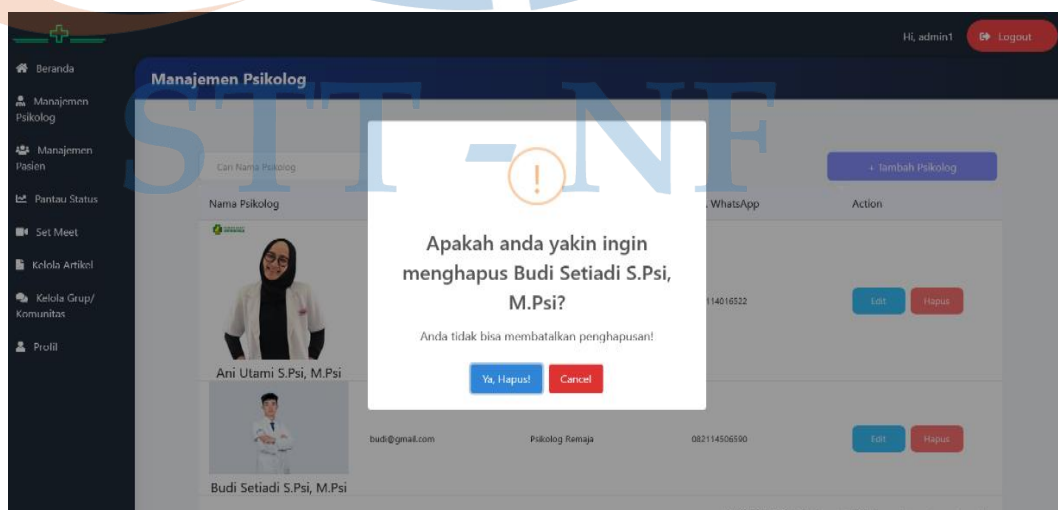 Hi, admin1
Logout
Beranda
Manajemen Psikolog
Manajemen
Psikolog
STT - NF
Manajemen
Pasien
Cari Nama Psikolog
+ Tambah Psikolog
Pantau Status
Nama Psikolog
WhatsApp
Action
Set Meet
Apakah anda yakin ingin
menghapus Budi Setiadi S.Psi,
M.Psi?
Kelola Artikel
Kelola Grup/
Komunitas
114016522
Edit
Hapus
Anda tidak bisa membatalkan penghapusan!
Profil
Ani Utami S.Psi, M.Psi
Ya, Hapus!
Cancel
budi@gmail.com
Psikolog Remaja
082114506590
Edit
Hapus
Budi Setiadi S.Psi, M.Psi